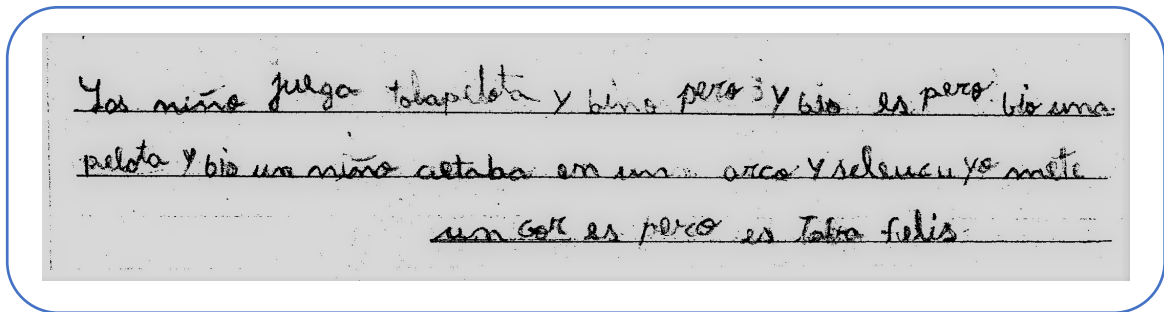 Los niño juega tolapelota y bino pero y bio es pero bio una
pelota y bio un niño cetaba en un arco y seleucu yo mete
un gor es pero es Taba felis